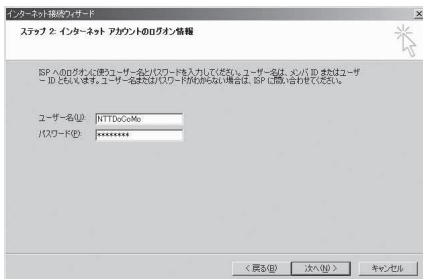 インターネット接続ウィザード
ステップ 2: インターネット アカウントのログオン情報
ISP へのログオンに使うユーザー名とパスワードを入力してください。ユーザー名は、メンバ ID またはユーザ
ー ID ともいいます。ユーザー名またはパスワードがわからない場合は、ISP に問い合わせてください。
ユーザー名(U): NTTDoCoMo
パスワード(P): ********
< 戻る(B) 次へ(N) > キャンセル